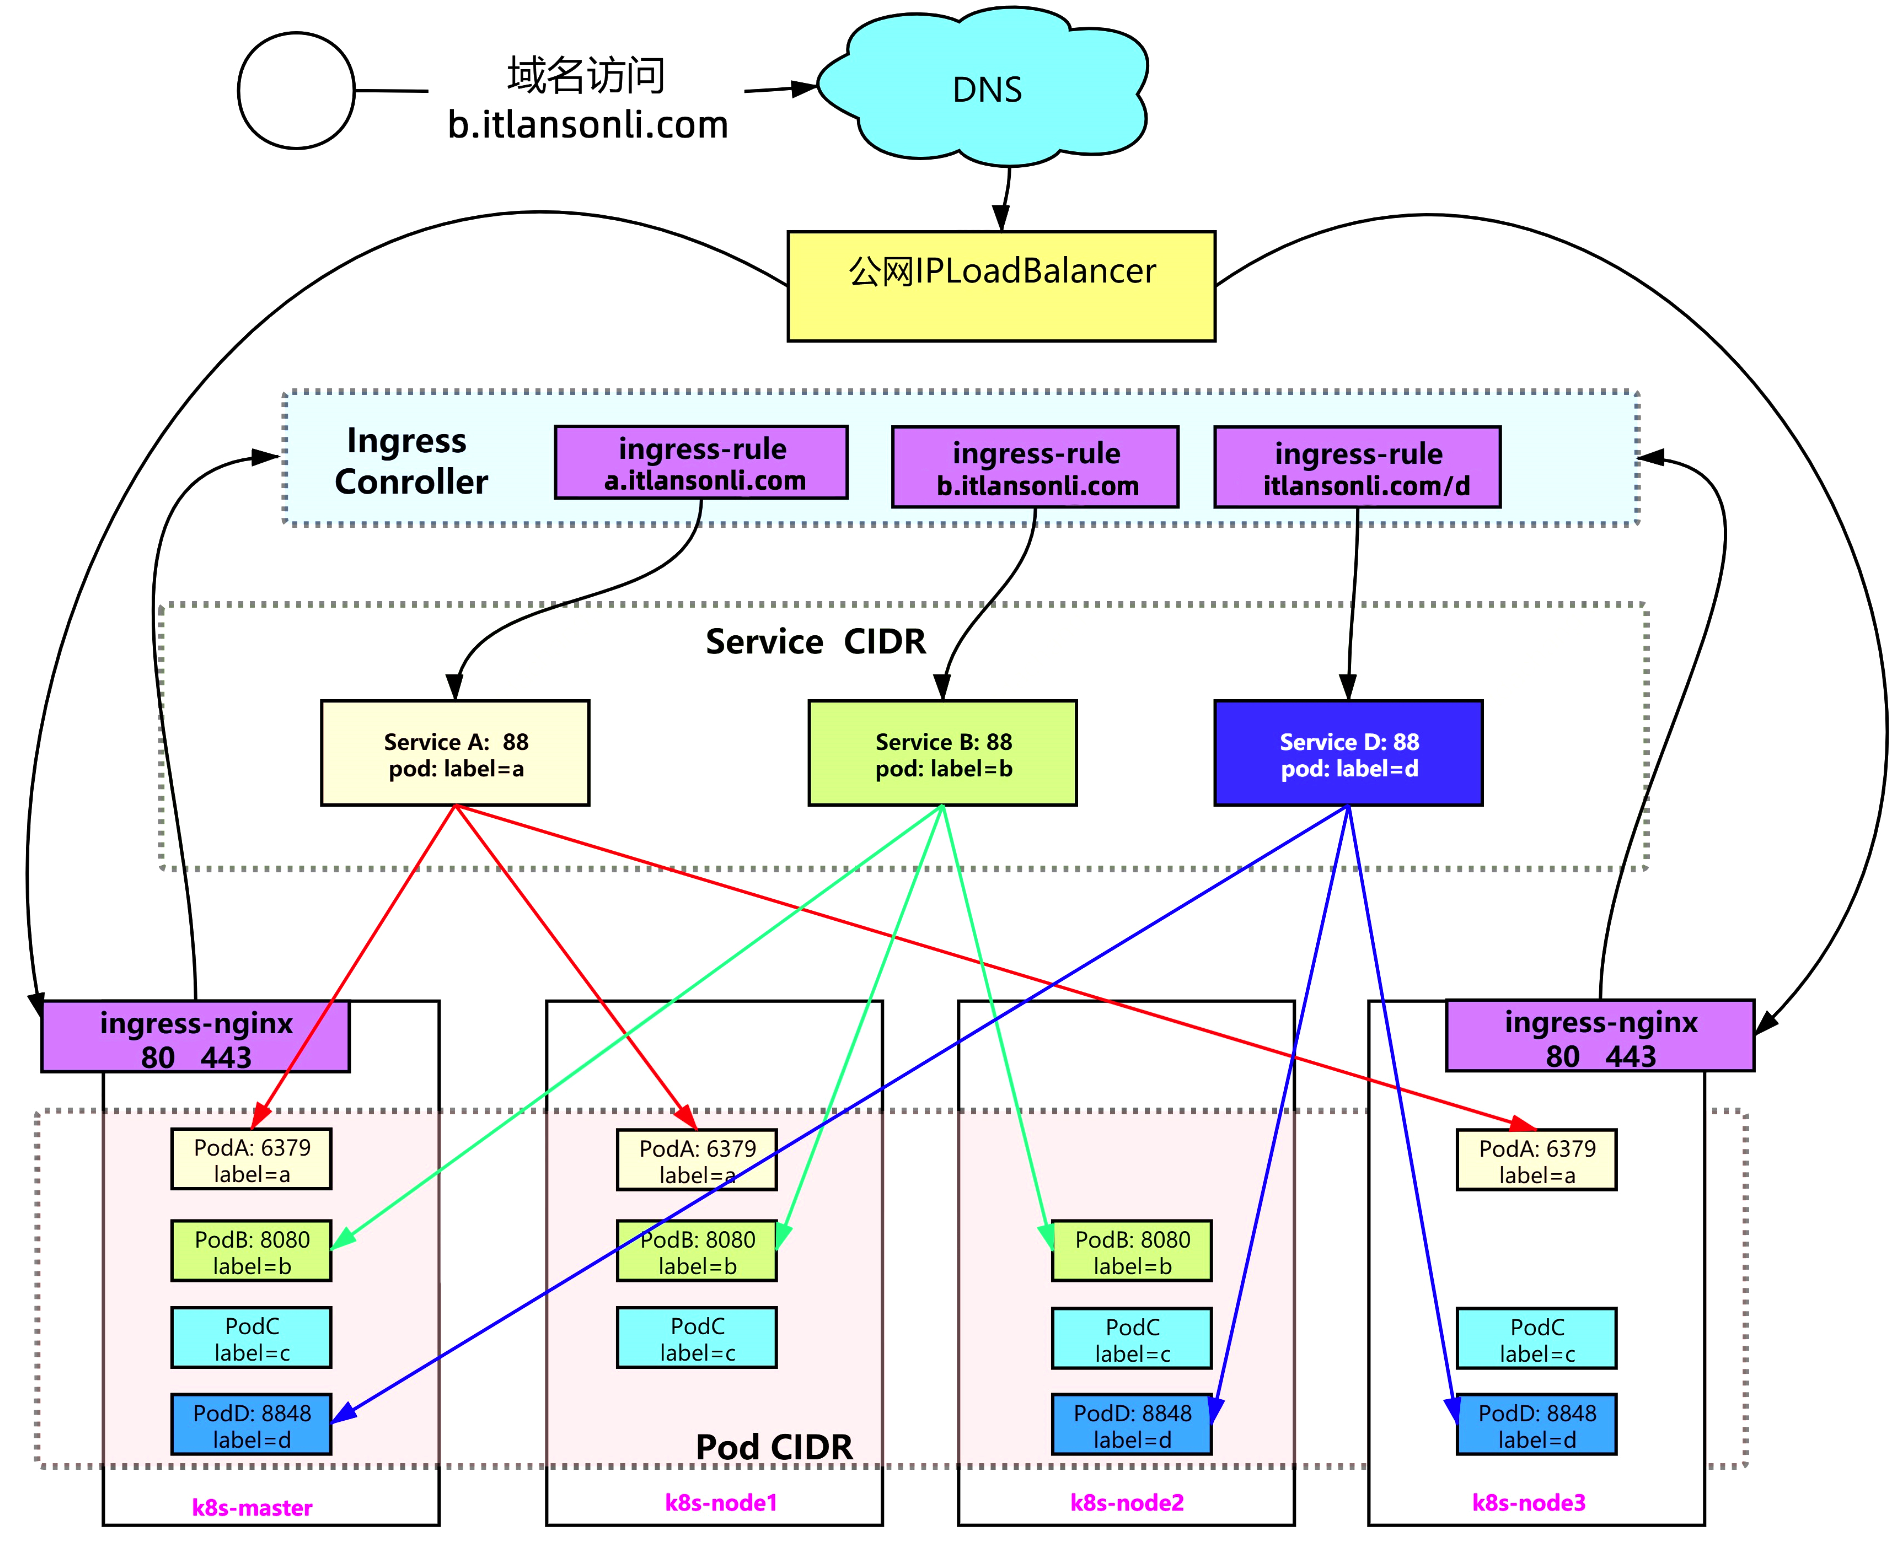 域名访问
b.itlansonli.com
DNS
公网IPLoadBalancer
Ingress
Conroller
ingress-rule
a.itlansonli.com
ingress-rule
b.itlansonli.com
ingress-rule
itlansonli.com/d
Service CIDR
Service A: 88
pod: label=a
Service B: 88
pod: label=b
Service D: 88
pod: label=d
ingress-nginx
80 443
ingress-nginx
80 443
PodA: 6379
label=a
PodB: 8080
label=b
PodC
label=c
PodD: 8848
label=d
k8s-master
PodA: 6379
label=a
PodB: 8080
label=b
PodC
label=c
Pod CIDR
k8s-node1
PodB: 8080
label=b
PodC
label=c
PodD: 8848
label=d
k8s-node2
PodA: 6379
label=a
PodC
label=c
PodD: 8848
label=d
k8s-node3